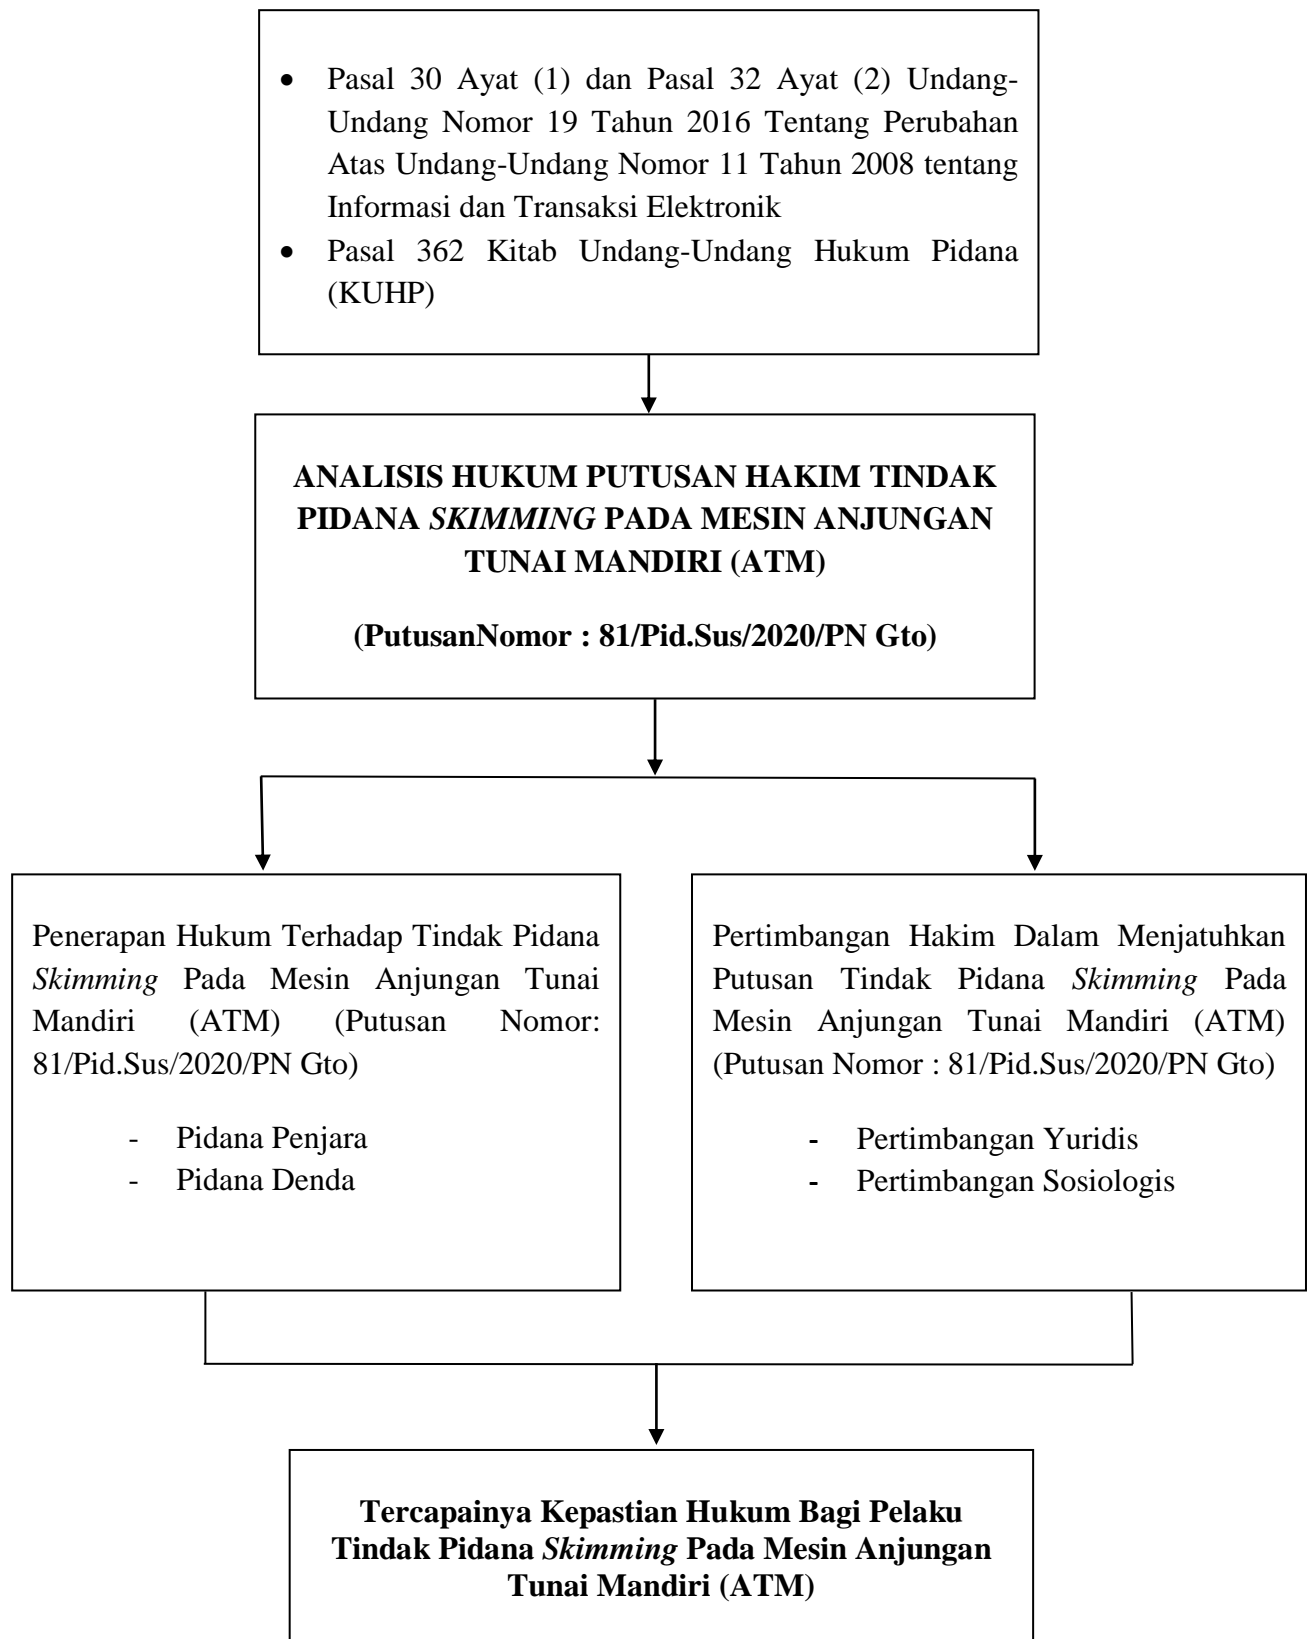 • Pasal 30 Ayat (1) dan Pasal 32 Ayat (2) Undang-
Undang Nomor 19 Tahun 2016 Tentang Perubahan
Atas Undang-Undang Nomor 11 Tahun 2008 tentang
Informasi dan Transaksi Elektronik
• Pasal 362 Kitab Undang-Undang Hukum Pidana
(KUHP)
ANALISIS HUKUM PUTUSAN HAKIM TINDAK
PIDANA SKIMMING PADA MESIN ANJUNGAN
TUNAI MANDIRI (ATM)
(PutusanNomor : 81/Pid.Sus/2020/PN Gto)
Penerapan Hukum Terhadap Tindak Pidana
Skimming Pada Mesin Anjungan Tunai
Mandiri (ATM) (Putusan Nomor:
81/Pid.Sus/2020/PN Gto)
- Pidana Penjara
- Pidana Denda
Pertimbangan Hakim Dalam Menjatuhkan
Putusan Tindak Pidana Skimming Pada
Mesin Anjungan Tunai Mandiri (ATM)
(Putusan Nomor : 81/Pid.Sus/2020/PN Gto)
- Pertimbangan Yuridis
- Pertimbangan Sosiologis
Tercapainya Kepastian Hukum Bagi Pelaku
Tindak Pidana Skimming Pada Mesin Anjungan
Tunai Mandiri (ATM)